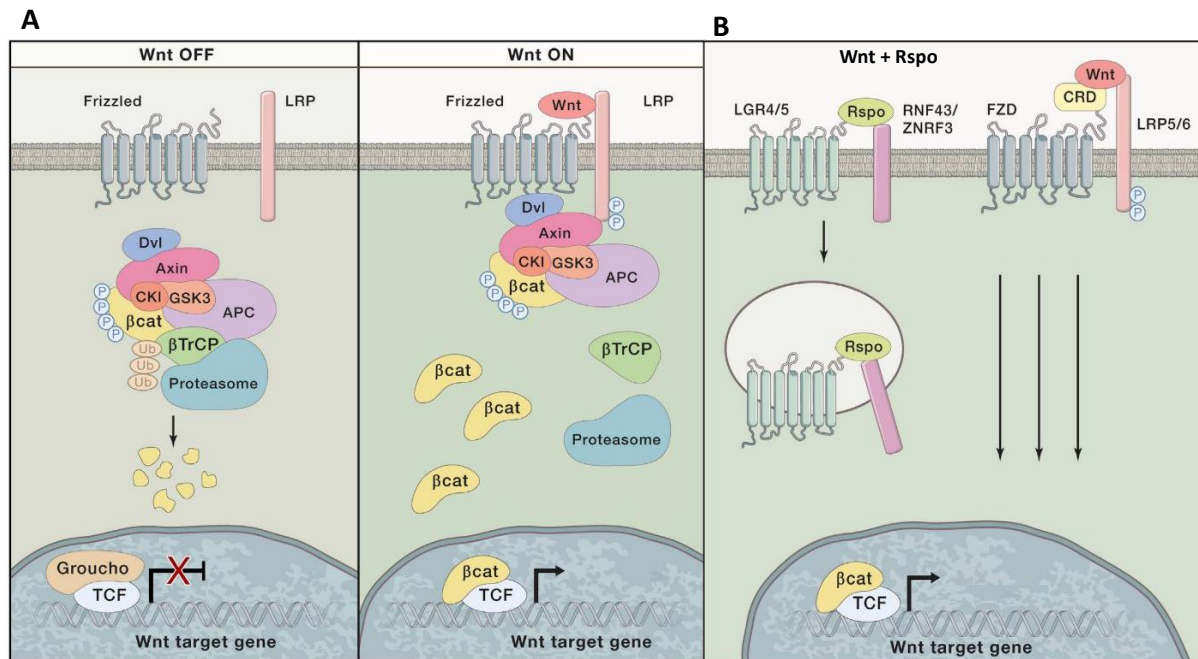 A
B
Wnt OFF
Wnt ON
Wnt + Rspo
Frizzled
LRP
Dvl
Axin
CKI
GSK3
APC
βcat
P
P
P
P
βTrCP
Ub
Ub
Ub
Proteasome
Groucho
TCF
Wnt target gene
Frizzled
Wnt
LRP
Dvl
P
P
Axin
CKI
GSK3
APC
βcat
P
P
P
P
βTrCP
βcat
βcat
Proteasome
βcat
βcat
TCF
Wnt target gene
LGR4/5
Rspo
RNF43/
ZNRF3
FZD
Wnt
CRD
LRP5/6
P
P
Rspo
βcat
TCF
Wnt target gene